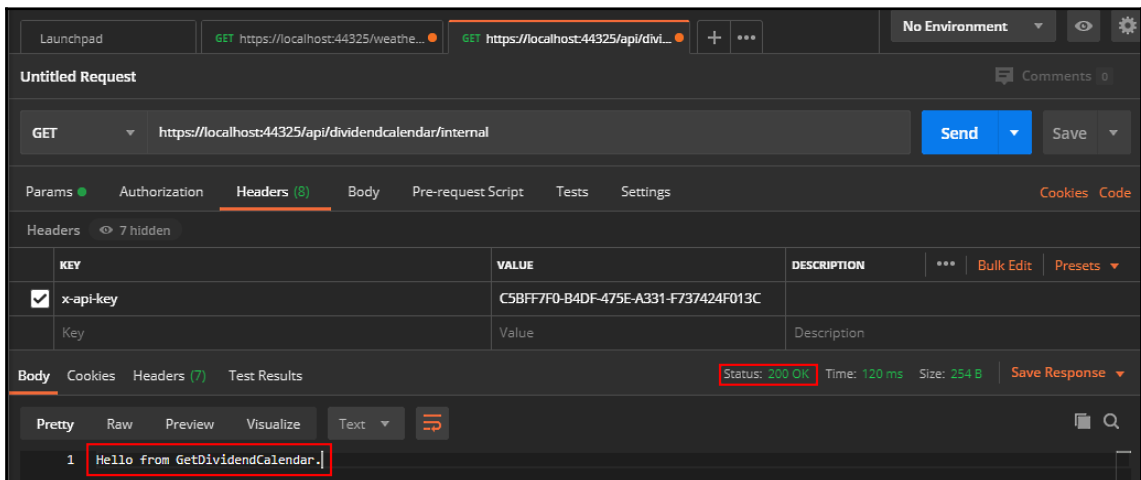 Launchpad GET https://localhost:44325/weathe... GET https://localhost:44325/api/divi... + ••• No Environment
Untitled Request Comments 0
GET https://localhost:44325/api/dividendcalendar/internal Send Save
Params Authorization Headers (8) Body Pre-request Script Tests Settings Cookies Code
Headers 7 hidden
KEY VALUE DESCRIPTION ••• Bulk Edit Presets
x-api-key C5BFF7F0-B4DF-475E-A331-F737424F013C
Key Value Description
Body Cookies Headers (7) Test Results Status: 200 OK Time: 120 ms Size: 254 B Save Response
Pretty Raw Preview Visualize Text
1 Hello from GetDividendCalendar.